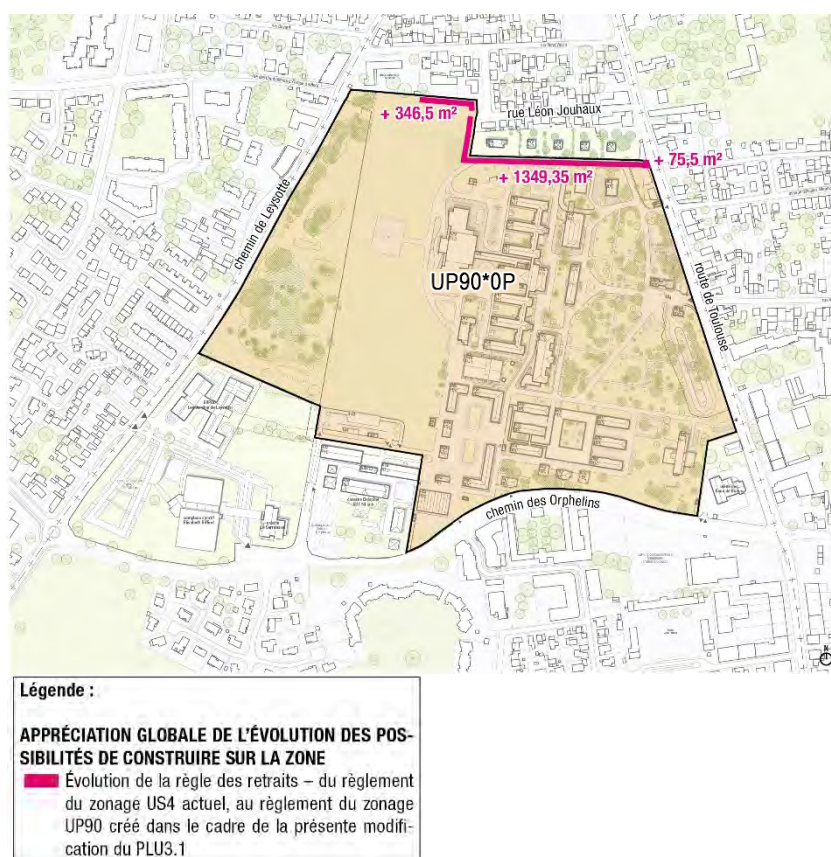 rue Léon Jouhaux
+ 346,5 m²
+ 75,5 m²
+ 1349,35 m²
chemin de Leysotte
UP90*0P
route de Toulouse
chemin des Orphelins
N
Légende :
APPRÉCIATION GLOBALE DE L’ÉVOLUTION DES POS-
SIBILITÉS DE CONSTRUIRE SUR LA ZONE
Évolution de la règle des retraits – du règlement
du zonage US4 actuel, au règlement du zonage
UP90 créé dans le cadre de la présente modifi-
cation du PLU3.1